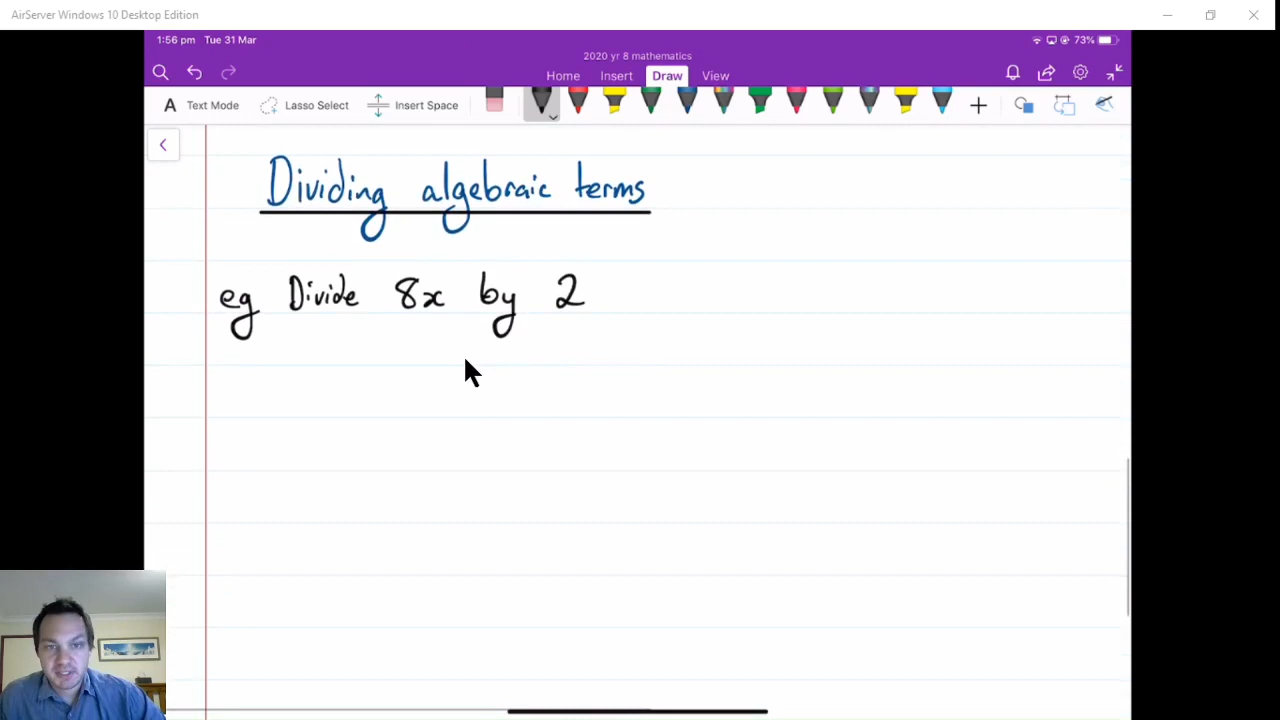 AirServer Windows 10 Desktop Edition
1:56 pm Tue 31 Mar
73%
2020 yr 8 mathematics
Home Insert Draw View
A Text Mode Lasso Select Insert Space
Dividing algebraic terms
eg Divide 8x by 2